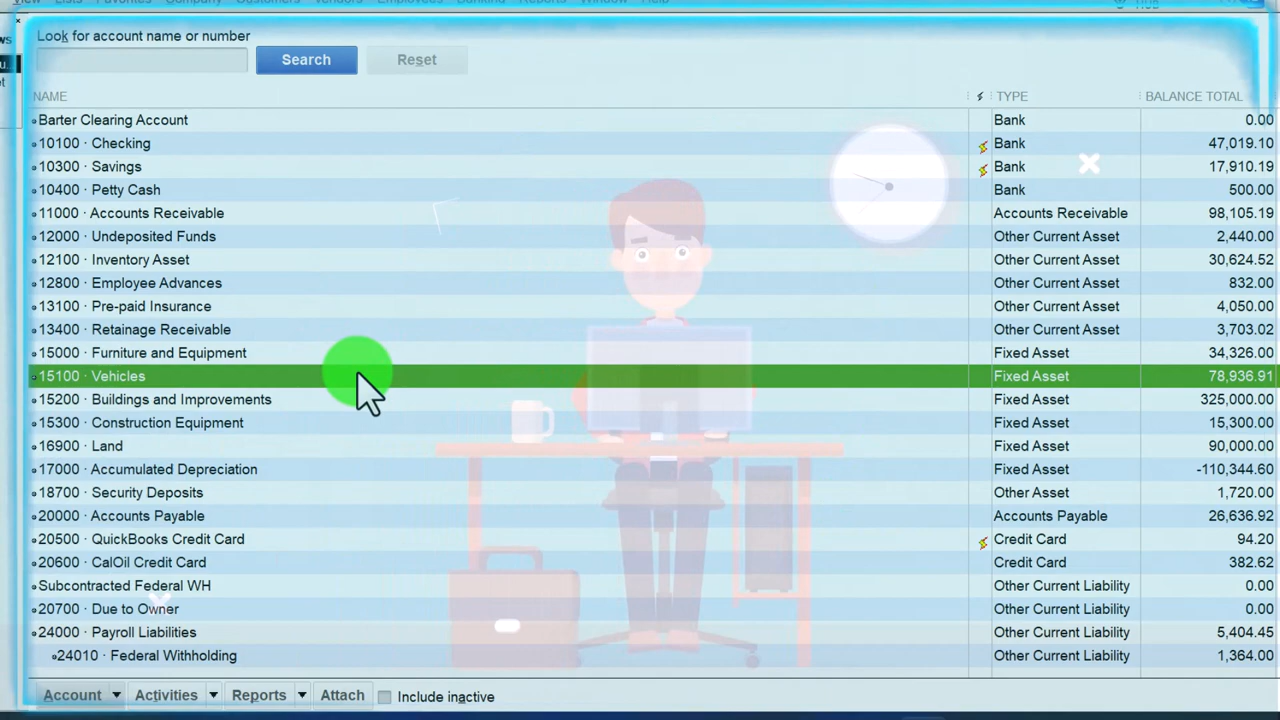 View Lists Favorites Company Customers Vendors Employees Banking Reports Window Help
Look for account name or number
Search Reset
NAME TYPE BALANCE TOTAL
Barter Clearing Account Bank 0.00
10100 · Checking Bank 47,019.10
10300 · Savings Bank 17,910.19
10400 · Petty Cash Bank 500.00
11000 · Accounts Receivable Accounts Receivable 98,105.19
12000 · Undeposited Funds Other Current Asset 2,440.00
12100 · Inventory Asset Other Current Asset 30,624.52
12800 · Employee Advances Other Current Asset 832.00
13100 · Pre-paid Insurance Other Current Asset 4,050.00
13400 · Retainage Receivable Other Current Asset 3,703.02
15000 · Furniture and Equipment Fixed Asset 34,326.00
15100 · Vehicles Fixed Asset 78,936.91
15200 · Buildings and Improvements Fixed Asset 325,000.00
15300 · Construction Equipment Fixed Asset 15,300.00
16900 · Land Fixed Asset 90,000.00
17000 · Accumulated Depreciation Fixed Asset -110,344.60
18700 · Security Deposits Other Asset 1,720.00
20000 · Accounts Payable Accounts Payable 26,636.92
20500 · QuickBooks Credit Card Credit Card 94.20
20600 · CalOil Credit Card Credit Card 382.62
Subcontracted Federal WH Other Current Liability 0.00
20700 · Due to Owner Other Current Liability 0.00
24000 · Payroll Liabilities Other Current Liability 5,404.45
24010 · Federal Withholding Other Current Liability 1,364.00
Account Activities Reports Attach Include inactive